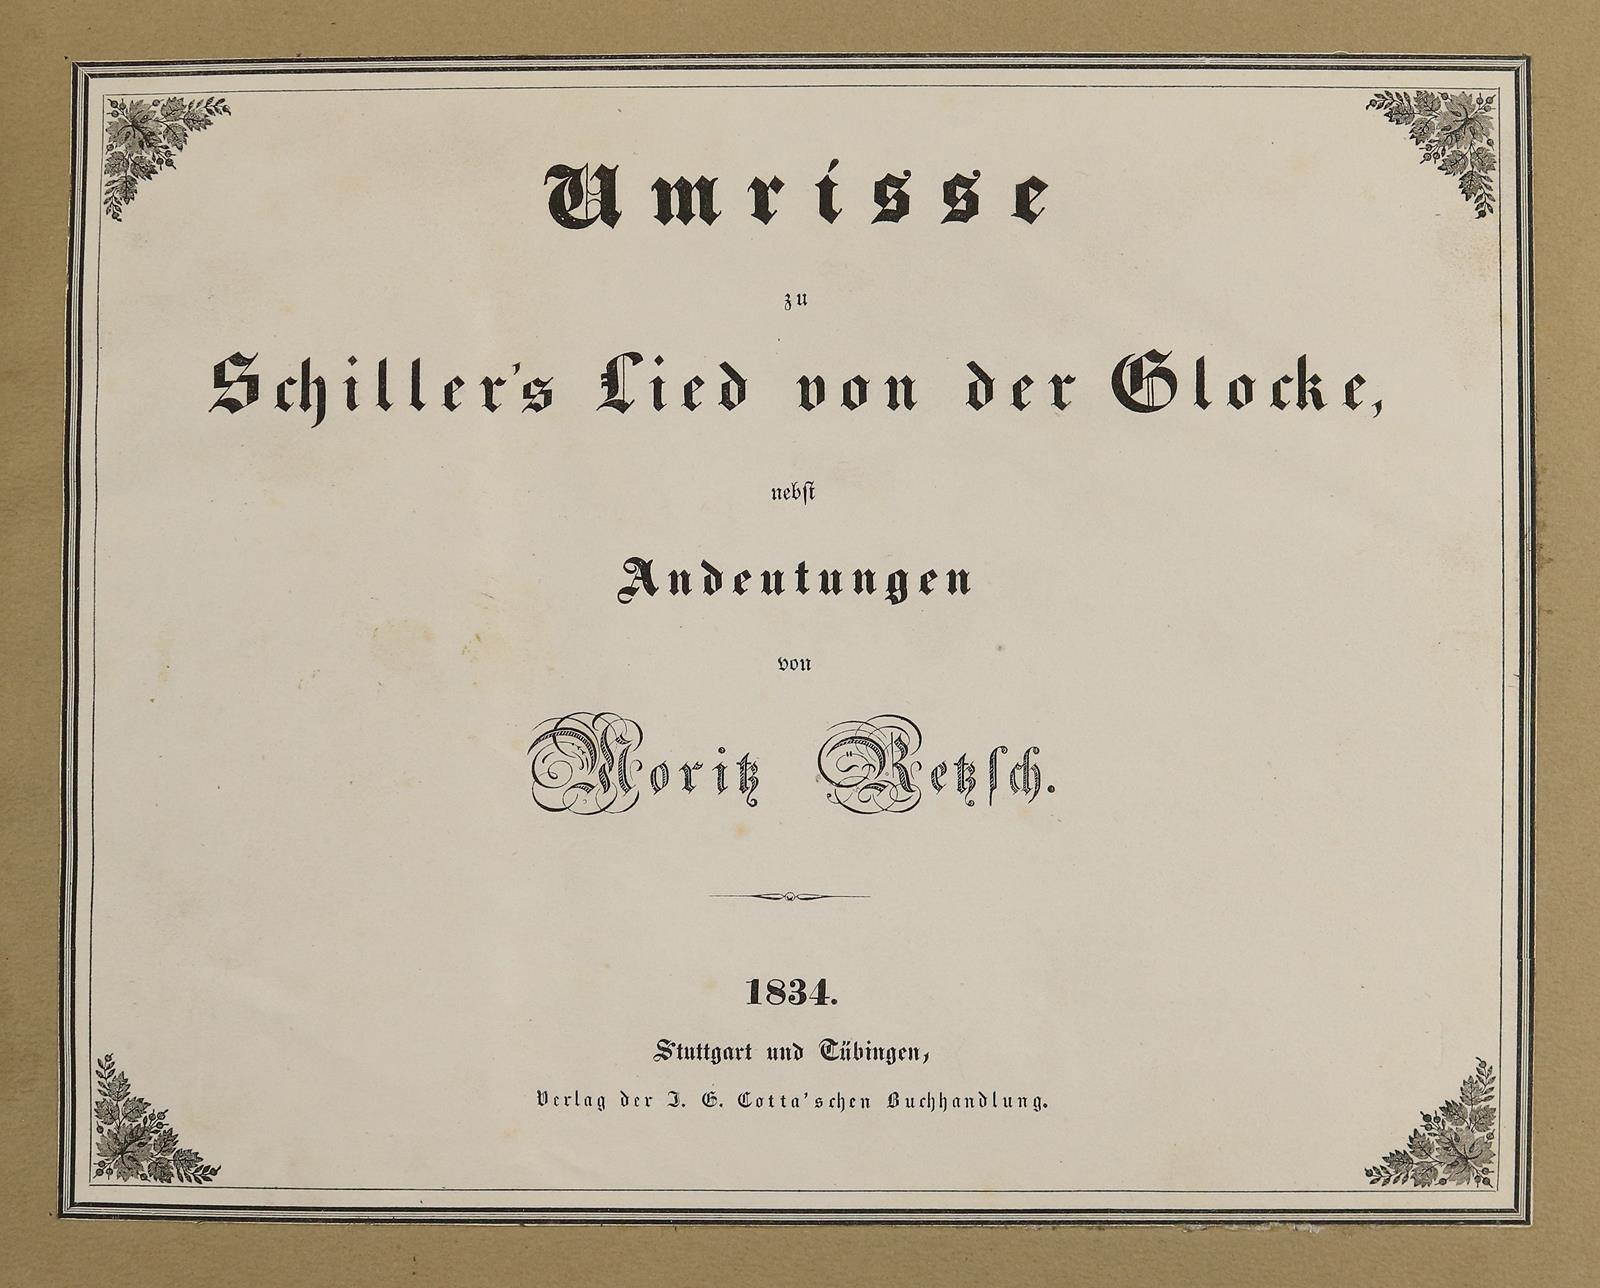 Umrisse
zu
Schiller's Lied von der Glocke,
nebſt
Andeutungen
von
Moritz Retzſch.
1834.
Stuttgart und Tübingen,
Verlag der J. G. Cotta'schen Buchhandlung.